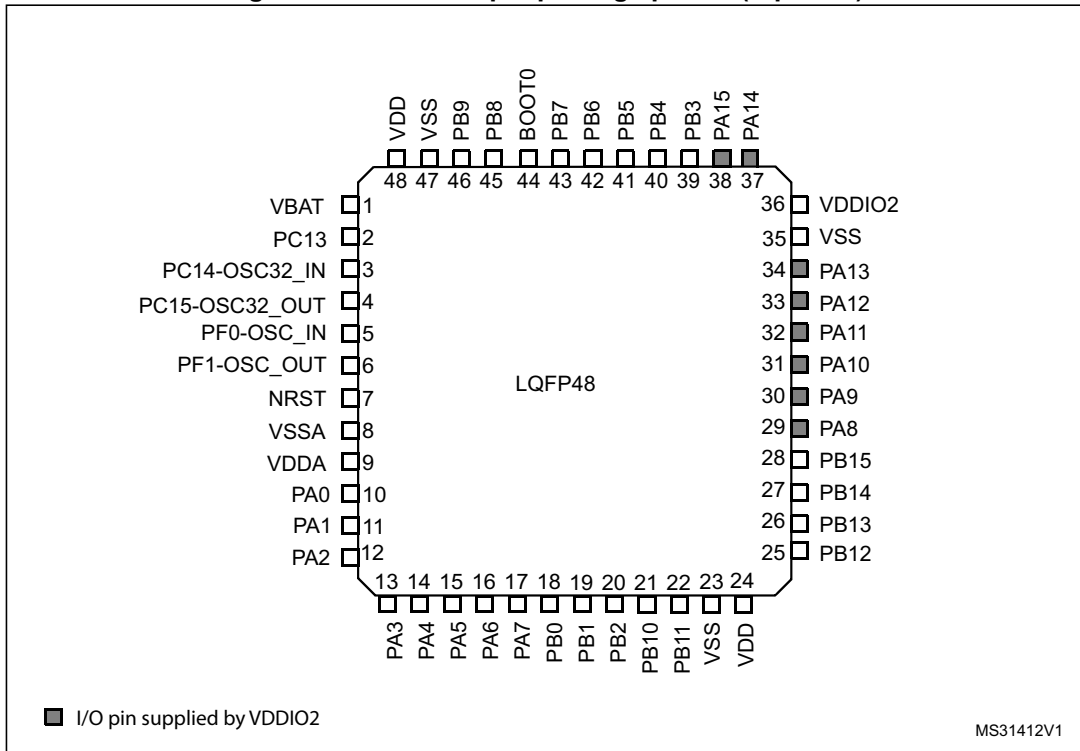 VDD
VSS
PB9
PB8
BOOT0
PB7
PB6
PB5
PB4
PB3
PA15
PA14
48 47 46 45 44 43 42 41 40 39 38 37
VBAT 1
PC13 2
PC14-OSC32_IN 3
PC15-OSC32_OUT 4
PF0-OSC_IN 5
PF1-OSC_OUT 6
NRST 7
VSSA 8
VDDA 9
PA0 10
PA1 11
PA2 12
LQFP48
36 VDDIO2
35 VSS
34 PA13
33 PA12
32 PA11
31 PA10
30 PA9
29 PA8
28 PB15
27 PB14
26 PB13
25 PB12
13 14 15 16 17 18 19 20 21 22 23 24
PA3
PA4
PA5
PA6
PA7
PB0
PB1
PB2
PB10
PB11
VSS
VDD
I/O pin supplied by VDDIO2
MS31412V1